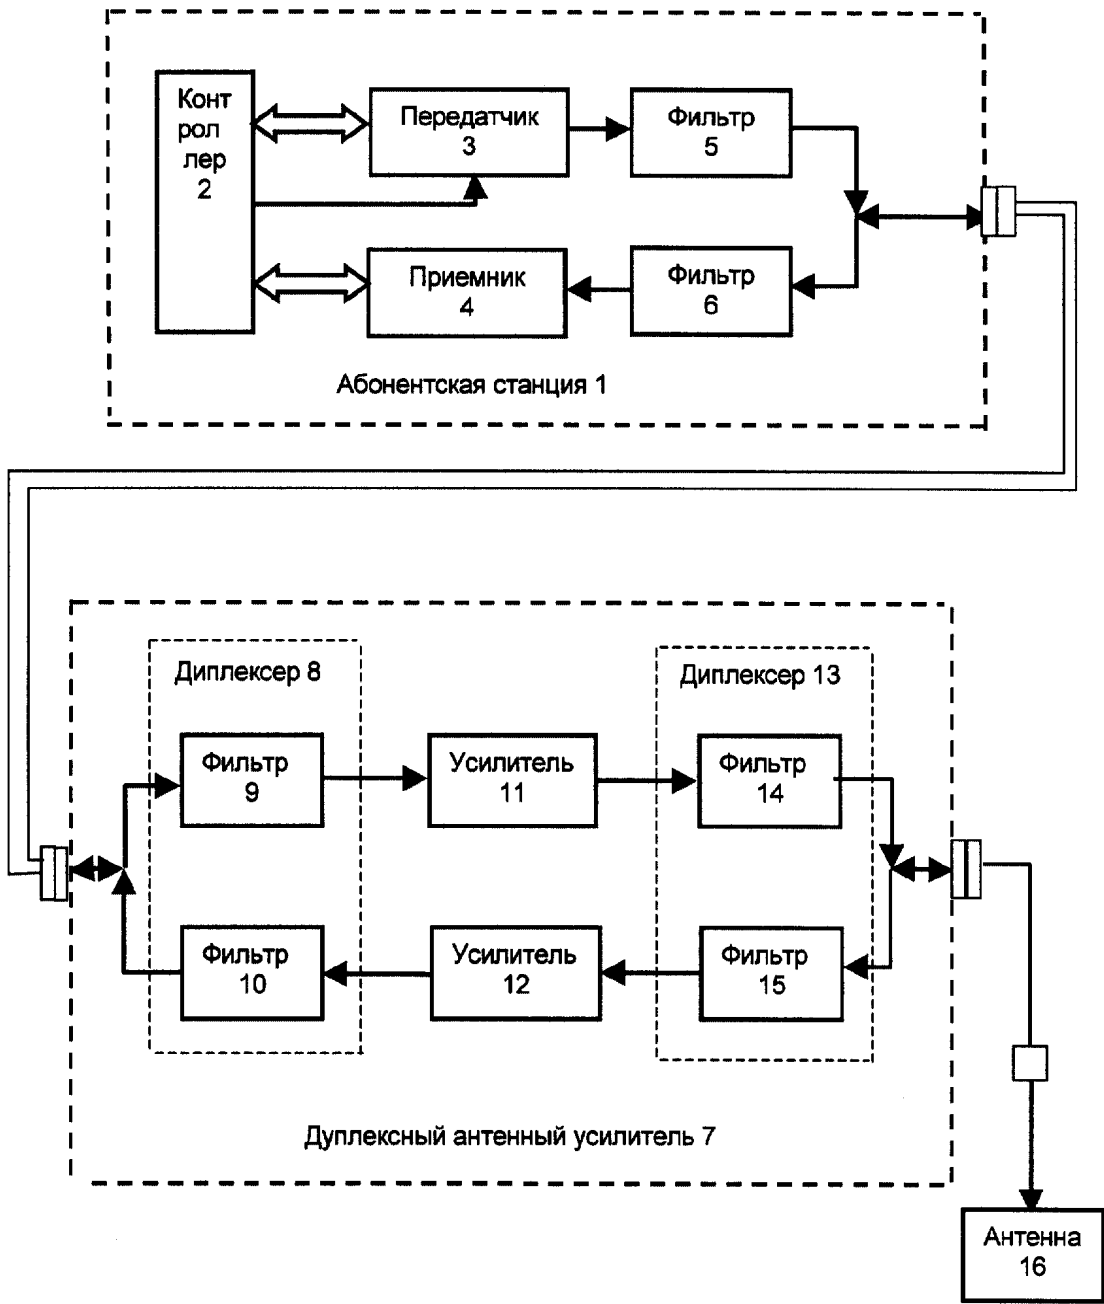 Конт
рол
лер
2
Передатчик
3
Фильтр
5
Приемник
4
Фильтр
6
Абонентская станция 1
Диплексер 8
Диплексер 13
Фильтр
9
Усилитель
11
Фильтр
14
Фильтр
10
Усилитель
12
Фильтр
15
Дуплексный антенный усилитель 7
Антенна
16